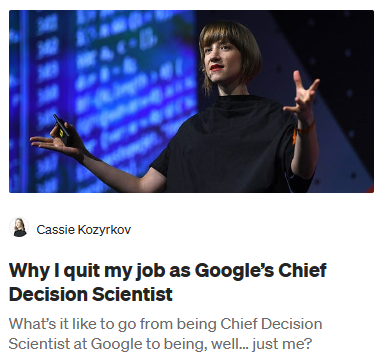 Cassie Kozyrkov
Why I quit my job as Google’s Chief
Decision Scientist
What’s it like to go from being Chief Decision
Scientist at Google to being, well… just me?